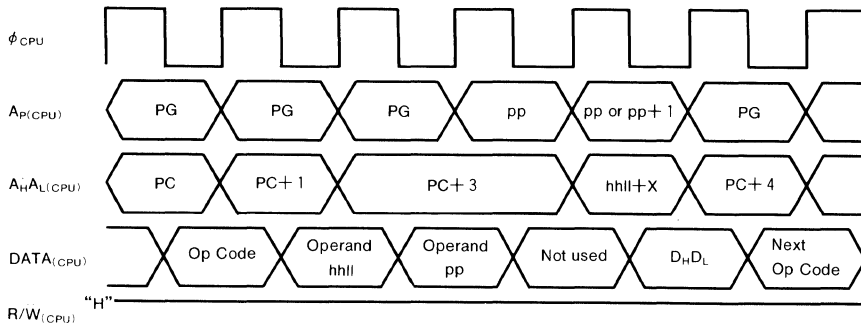 φCPU
AP(CPU) PG PG PG pp pp or pp+1 PG
AHAL(CPU) PC PC+1 PC+3 hhll+X PC+4
DATA(CPU) Op Code Operand hhll Operand pp Not used DHDL Next Op Code
R/W(CPU) “H”